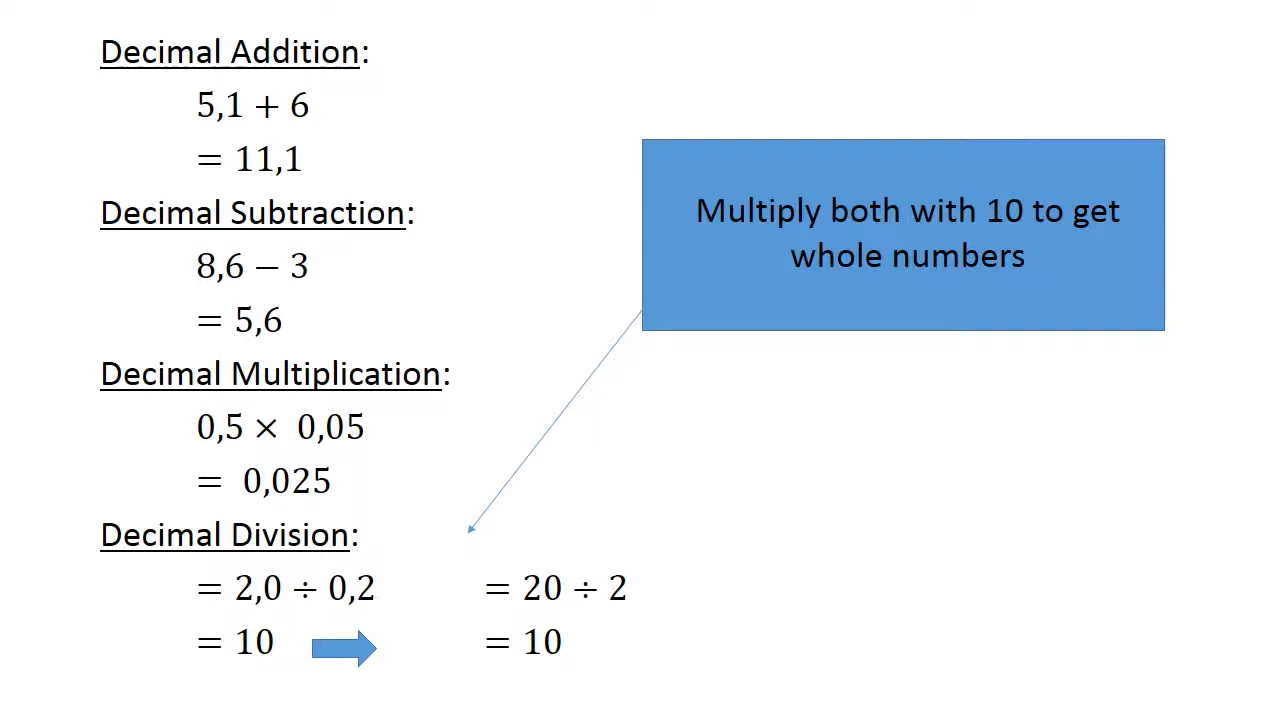 Decimal Addition:
5,1 + 6
= 11,1
Multiply both with 10 to get
whole numbers
Decimal Subtraction:
8,6 − 3
= 5,6
Decimal Multiplication:
0,5 × 0,05
= 0,025
Decimal Division:
= 2,0 ÷ 0,2 = 20 ÷ 2
= 10 = 10